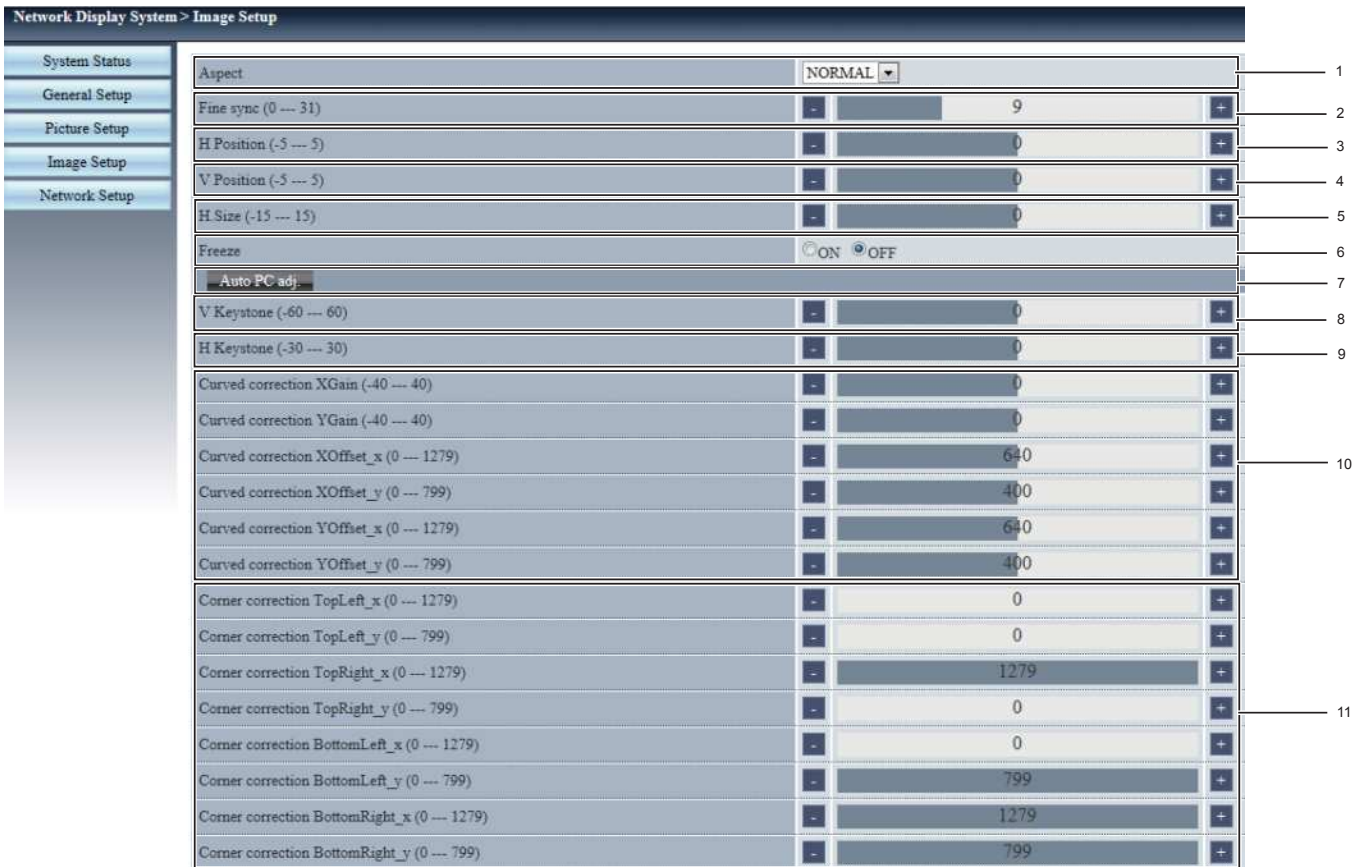 Network Display System > Image Setup
System Status
General Setup
Picture Setup
Image Setup
Network Setup
Aspect NORMAL 1
Fine sync (0 --- 31) - 9 + 2
H Position (-5 --- 5) - 0 + 3
V Position (-5 --- 5) - 0 + 4
H.Size (-15 --- 15) - 0 + 5
Freeze ON OFF 6
Auto PC adj. 7
V Keystone (-60 --- 60) - 0 + 8
H Keystone (-30 --- 30) - 0 + 9
Curved correction XGain (-40 --- 40) - 0 +
Curved correction YGain (-40 --- 40) - 0 +
Curved correction XOffset_x (0 --- 1279) - 640 + 10
Curved correction XOffset_y (0 --- 799) - 400 +
Curved correction YOffset_x (0 --- 1279) - 640 +
Curved correction YOffset_y (0 --- 799) - 400 +
Corner correction TopLeft_x (0 --- 1279) - 0 +
Corner correction TopLeft_y (0 --- 799) - 0 +
Corner correction TopRight_x (0 --- 1279) - 1279 +
Corner correction TopRight_y (0 --- 799) - 0 + 11
Corner correction BottomLeft_x (0 --- 1279) - 0 +
Corner correction BottomLeft_y (0 --- 799) - 799 +
Corner correction BottomRight_x (0 --- 1279) - 1279 +
Corner correction BottomRight_y (0 --- 799) - 799 +